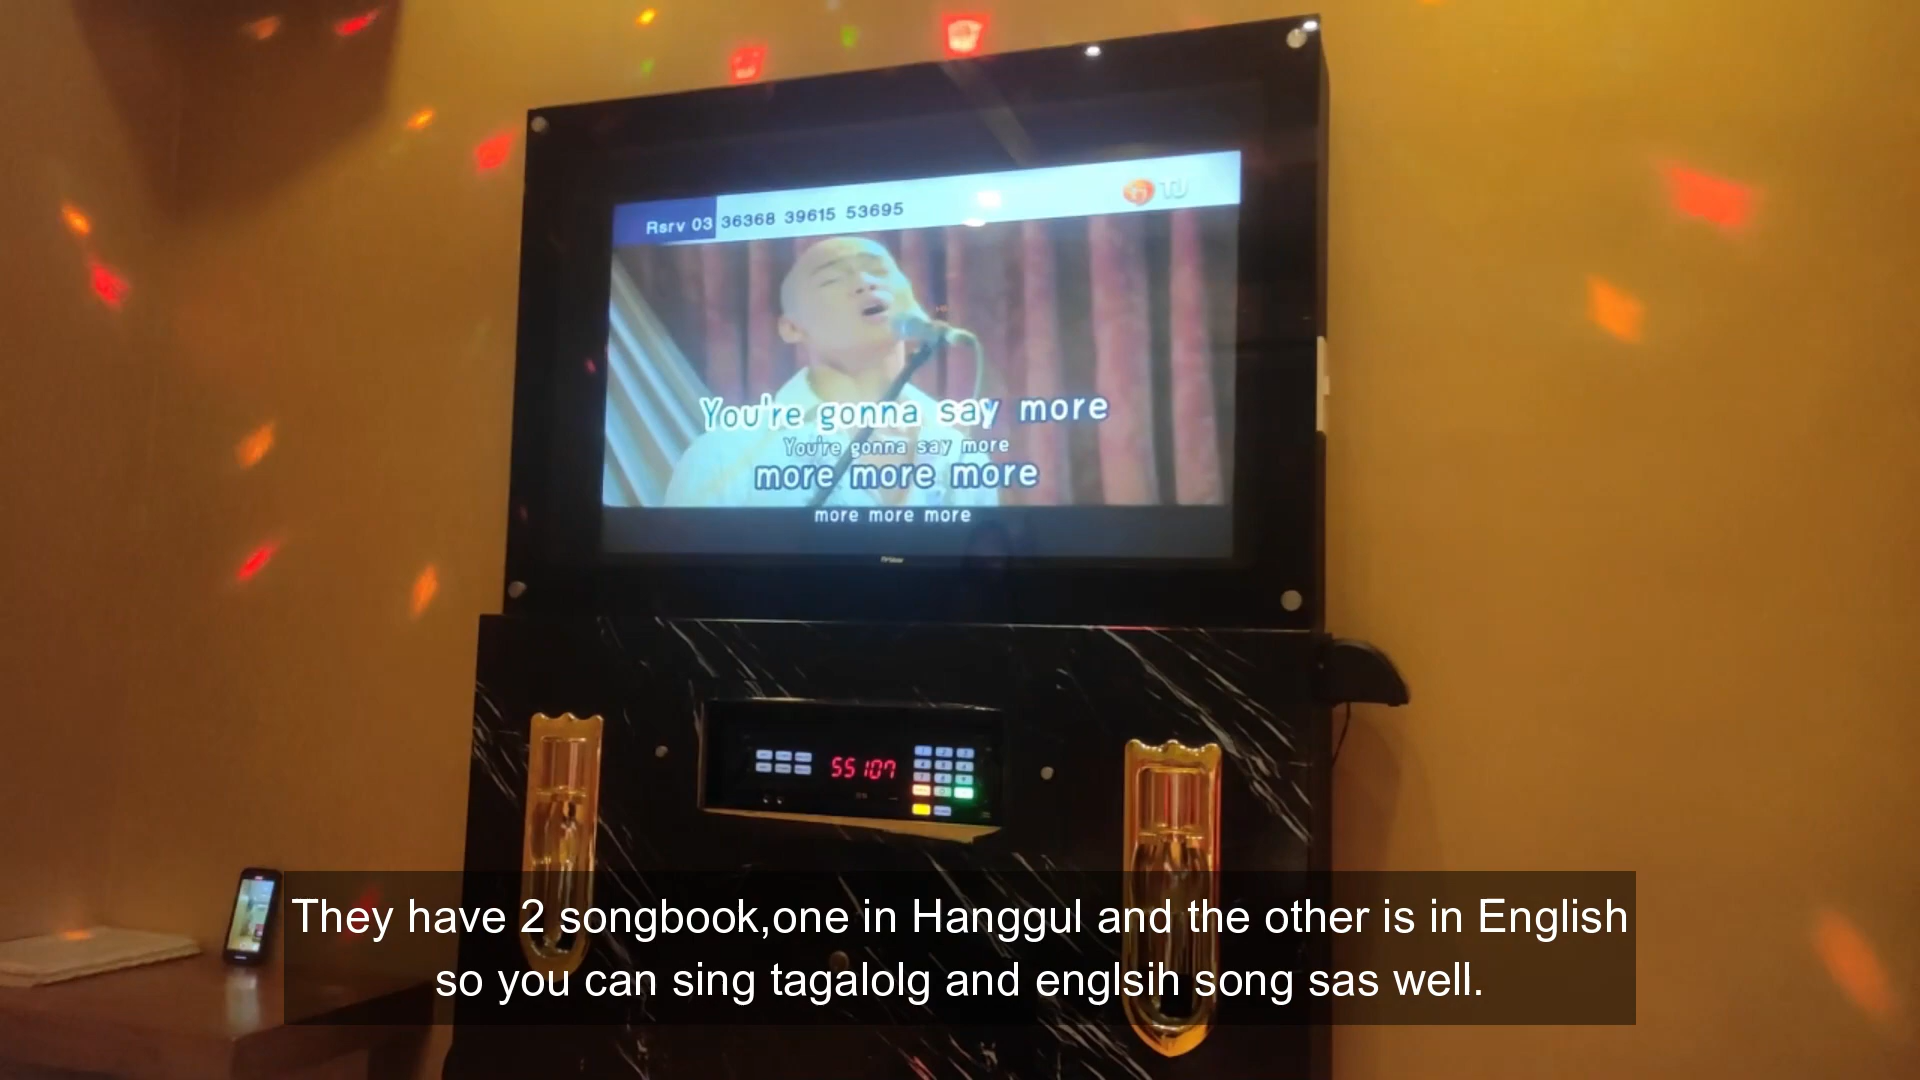 Rsrv 03 36368 39615 53695
TJ
You're gonna say more
You're gonna say more
more more more
more more more
55107
They have 2 songbook,one in Hanggul and the other is in English
so you can sing tagalolg and englsih song sas well.